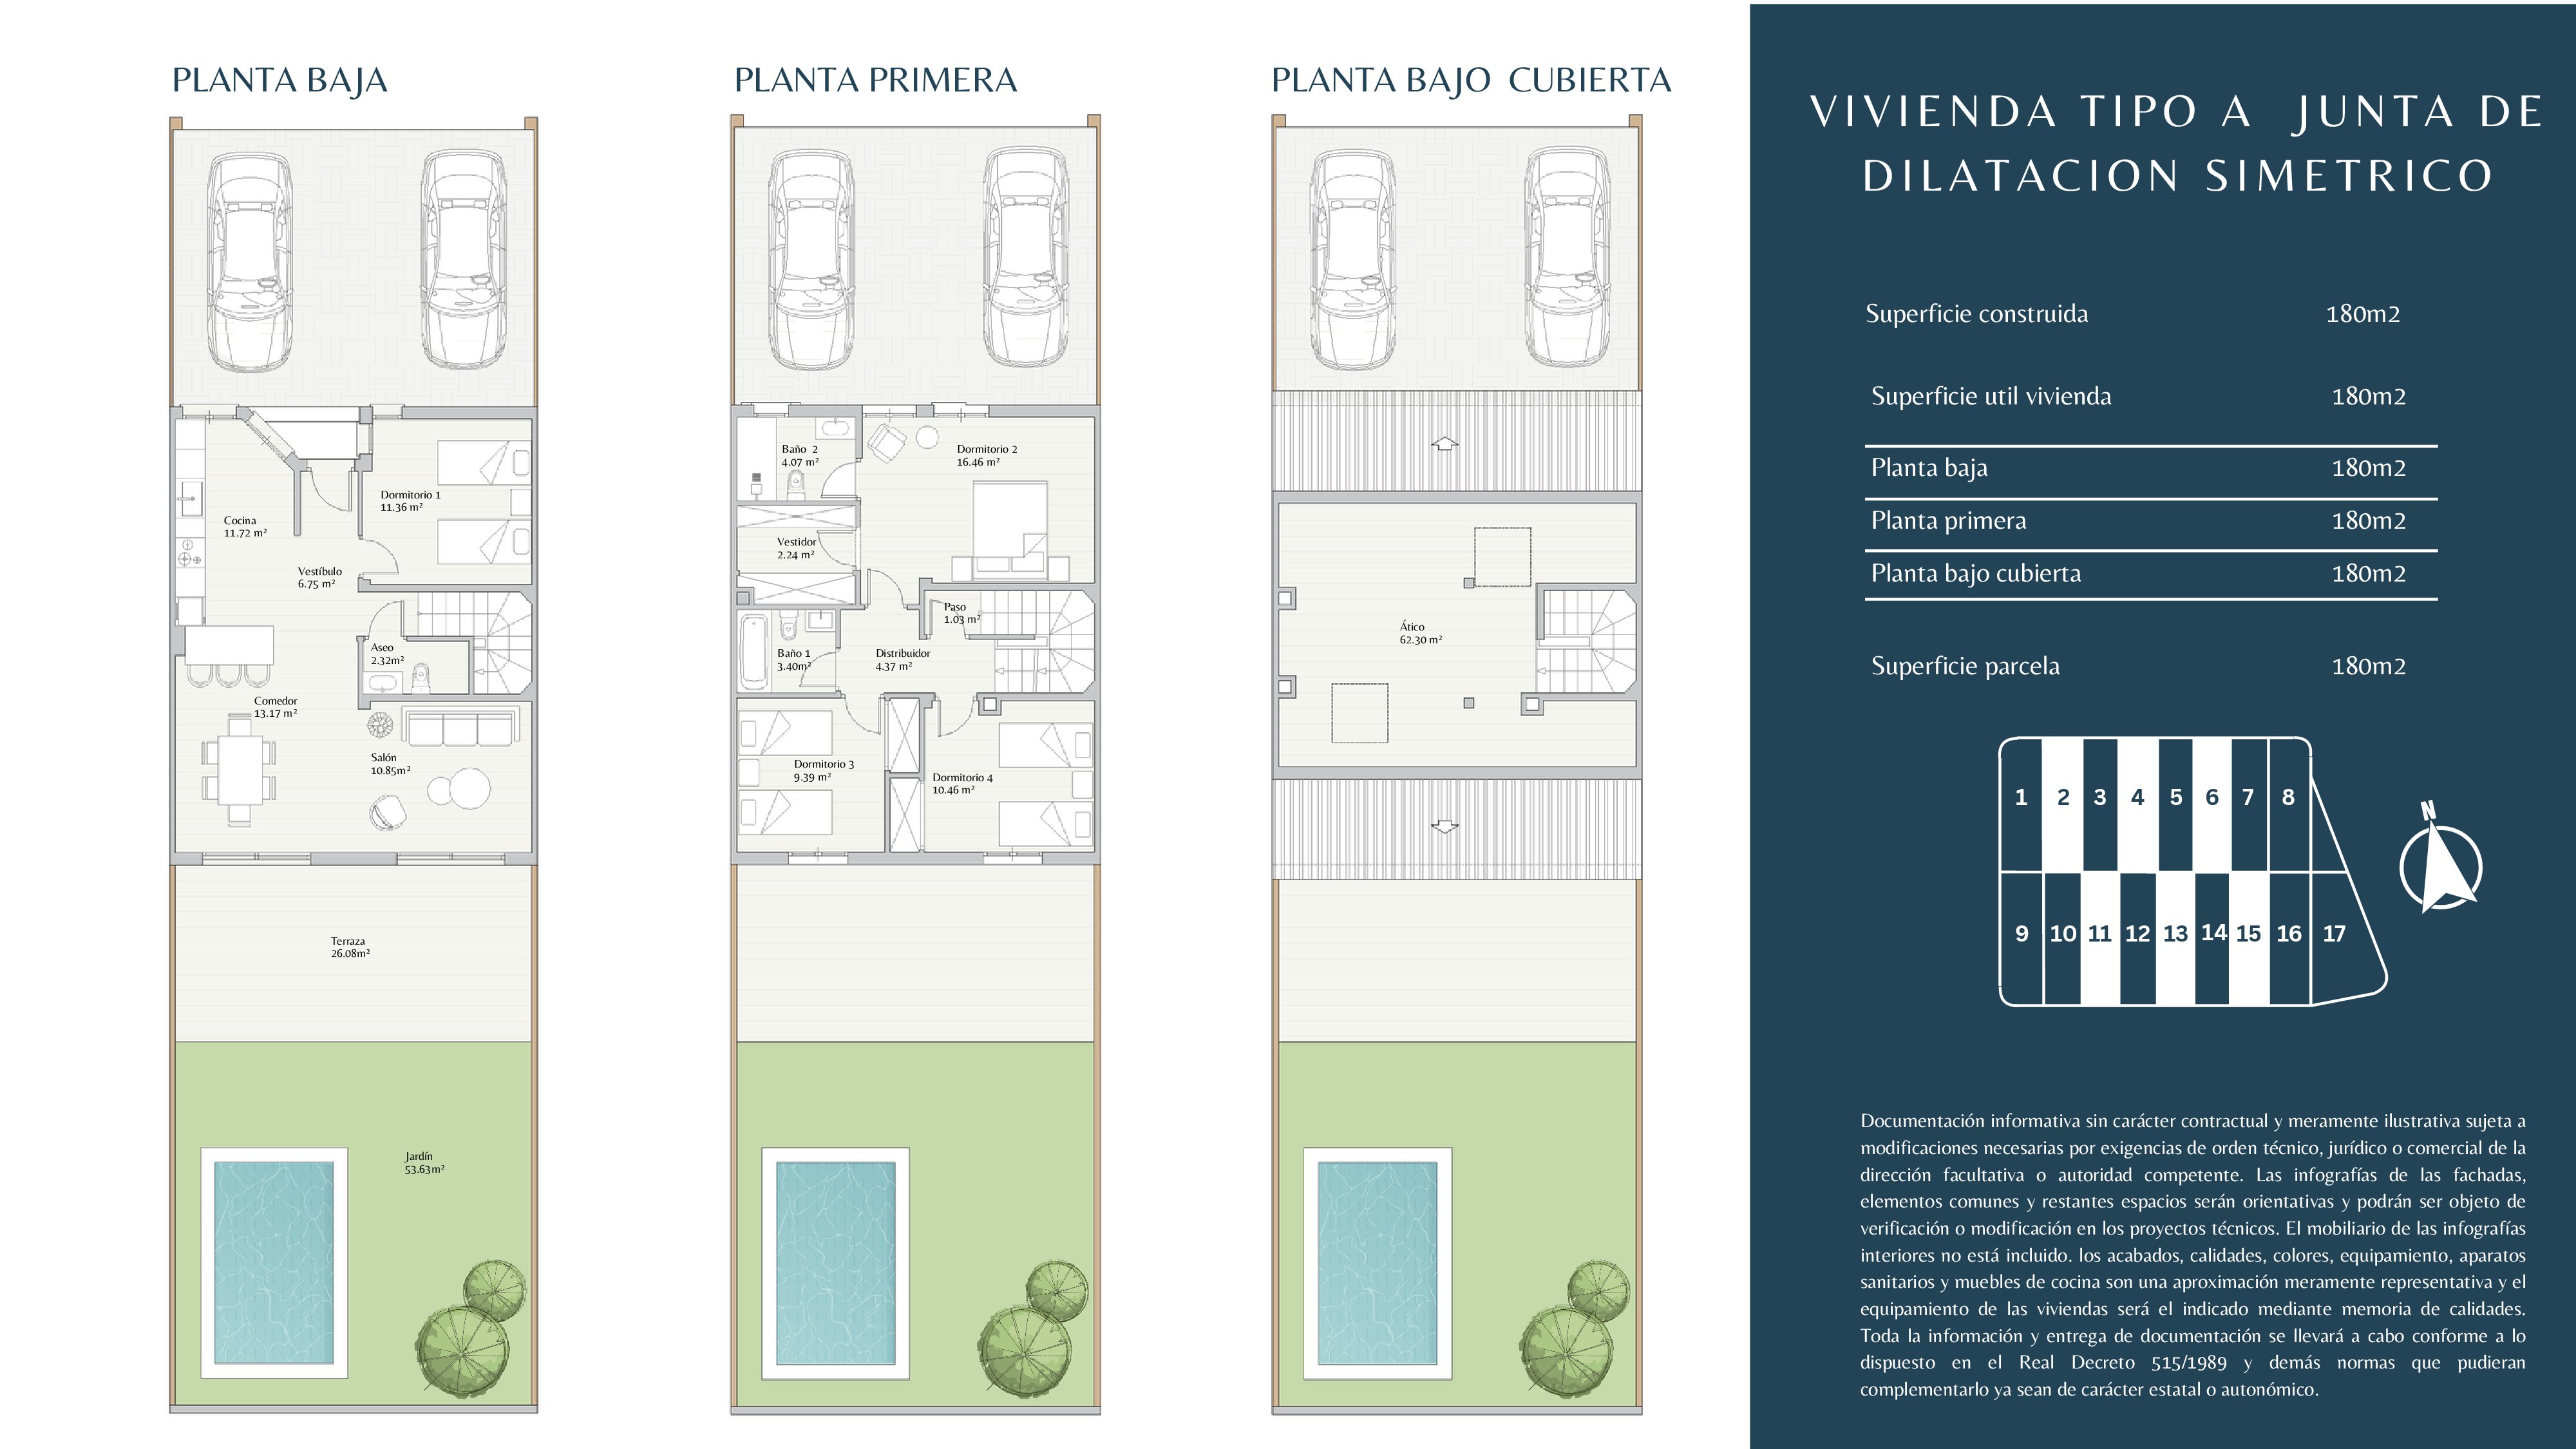 PLANTA BAJA
Cocina
11.72 m²
Dormitorio 1
11.36 m²
Vestíbulo
6.75 m²
Aseo
2.32m²
Comedor
13.17 m²
Salón
10.85m²
Terraza
26.08m²
Jardín
53.63m²
PLANTA PRIMERA
Baño 2
4.07 m²
Dormitorio 2
16.46 m²
Vestidor
2.24 m²
Paso
1.03 m²
Baño 1
3.40m²
Distribuidor
4.37 m²
Dormitorio 3
9.39 m²
Dormitorio 4
10.46 m²
PLANTA BAJO CUBIERTA
Ático
62.30 m²
VIVIENDA TIPO A JUNTA DE
DILATACION SIMETRICO
Superficie construida 180m2
Superficie util vivienda 180m2
Planta baja 180m2
Planta primera 180m2
Planta bajo cubierta 180m2
Superficie parcela 180m2
1 2 3 4 5 6 7 8
N
9 10 11 12 13 14 15 16 17
Documentación informativa sin carácter contractual y meramente ilustrativa sujeta a
modificaciones necesarias por exigencias de orden técnico, jurídico o comercial de la
dirección facultativa o autoridad competente. Las infografías de las fachadas,
elementos comunes y restantes espacios serán orientativas y podrán ser objeto de
verificación o modificación en los proyectos técnicos. El mobiliario de las infografías
interiores no está incluido. los acabados, calidades, colores, equipamiento, aparatos
sanitarios y muebles de cocina son una aproximación meramente representativa y el
equipamiento de las viviendas será el indicado mediante memoria de calidades.
Toda la información y entrega de documentación se llevará a cabo conforme a lo
dispuesto en el Real Decreto 515/1989 y demás normas que pudieran
complementarlo ya sean de carácter estatal o autonómico.